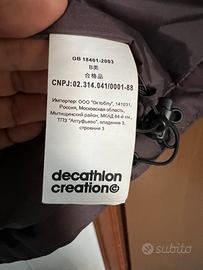 GB 18401-2003
B类
合格品
CNPJ: 02.314.041/0001-88
Импортер: ООО "Октоблу", 141031,
Россия, Московская область,
Мытищинский район, МКАД 84-й км.,
ТПЗ "Алтуфьево", владение 3,
строение 3
decathlon
creation©
subito